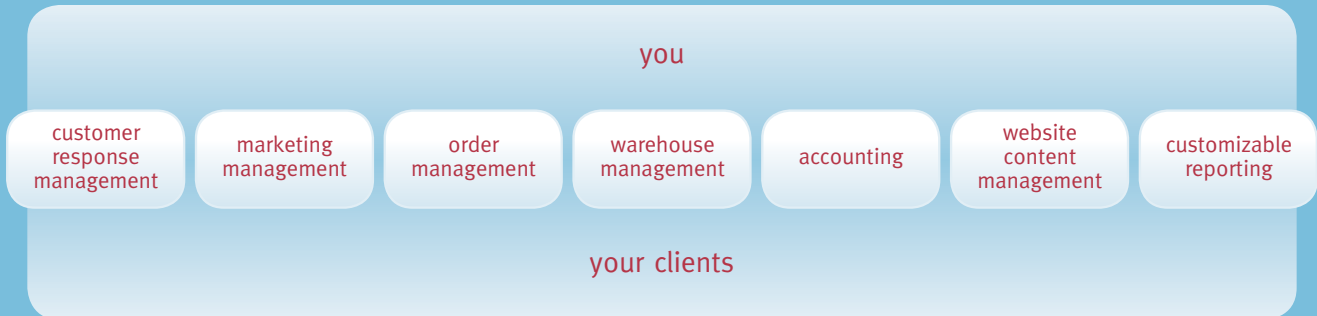 you
customer
response
management
marketing
management
order
management
warehouse
management
accounting
website
content
management
customizable
reporting
your clients